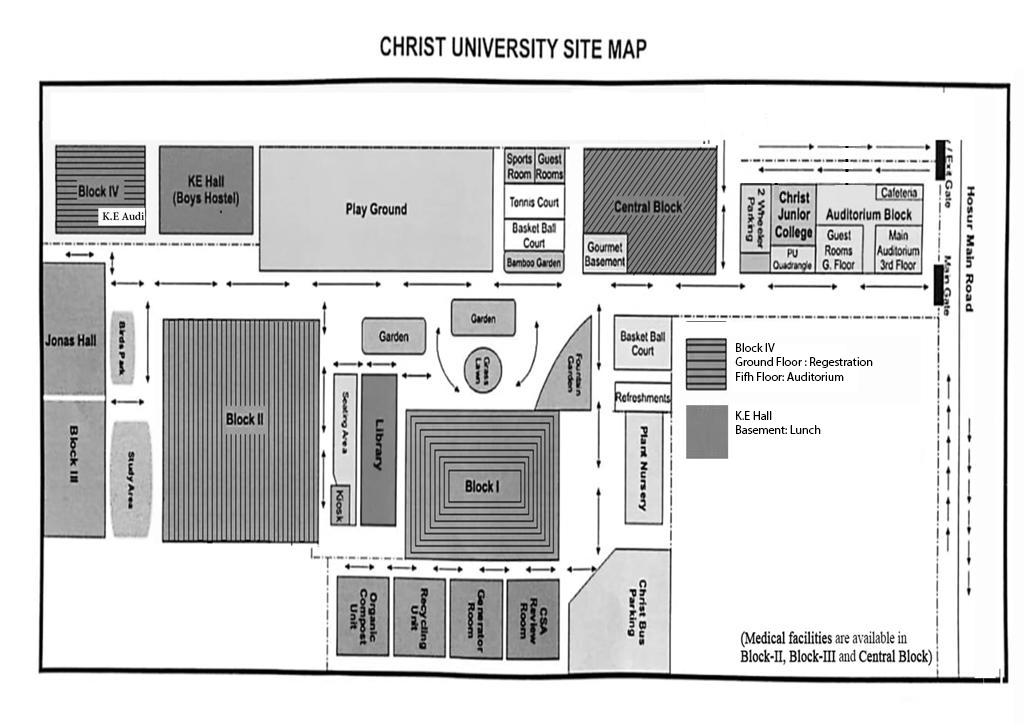 CHRIST UNIVERSITY SITE MAP
Block IV
K.E Audi
KE Hall
(Boys Hostel)
Play Ground
Sports
Room
Guest
Rooms
Tennis Court
Basket Ball
Court
Bamboo Garden
Central Block
Gourmet
Basement
2 Wheeler
Parking
Christ
Junior
College
PU
Quadrangle
Cafeteria
Auditorium Block
Guest
Rooms
G. Floor
Main
Auditorium
3rd Floor
Exit Gate
Main Gate
Hosur Main Road
Jonas Hall
Birds Park
Block III
Study Area
Block II
Garden
Garden
Grass
Lawn
Fountain
Garden
Seating Area
Kiosk
Library
Block I
Basket Ball
Court
Refreshments
Plant Nursery
Block IV
Ground Floor : Regestration
Fifh Floor: Auditorium
K.E Hall
Basement: Lunch
Organic
Compost
Unit
Recycling
Unit
Generator
Room
CSA
Review
Room
Christ Bus
Parking
(Medical facilities are available in
Block-II, Block-III and Central Block)